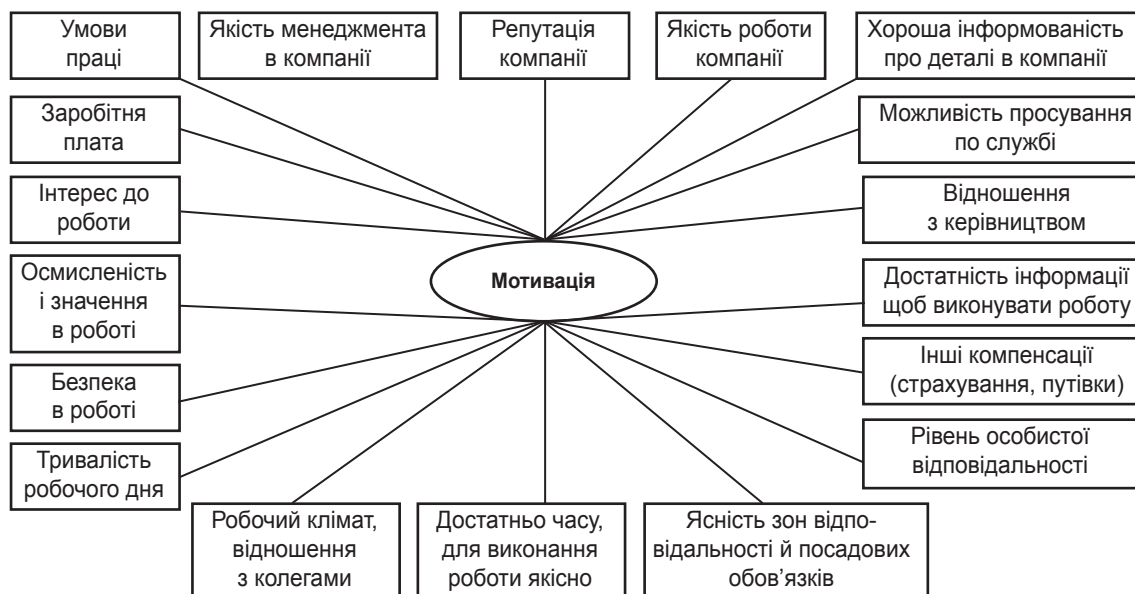 Умови
праці
Якість менеджмента
в компанії
Репутація
компанії
Якість роботи
компанії
Хороша інформованість
про деталі в компанії
Заробітня
плата
Можливість просування
по службі
Інтерес до
роботи
Відношення
з керівництвом
Осмисленість
і значення
в роботі
Мотивація
Достатність інформації
щоб виконувати роботу
Безпека
в роботі
Інші компенсації
(страхування, путівки)
Тривалість
робочого дня
Рівень особистої
відповідальності
Робочий клімат,
відношення
з колегами
Достатньо часу,
для виконання
роботи якісно
Ясність зон відпо-
відальності й посадових
обов’язків